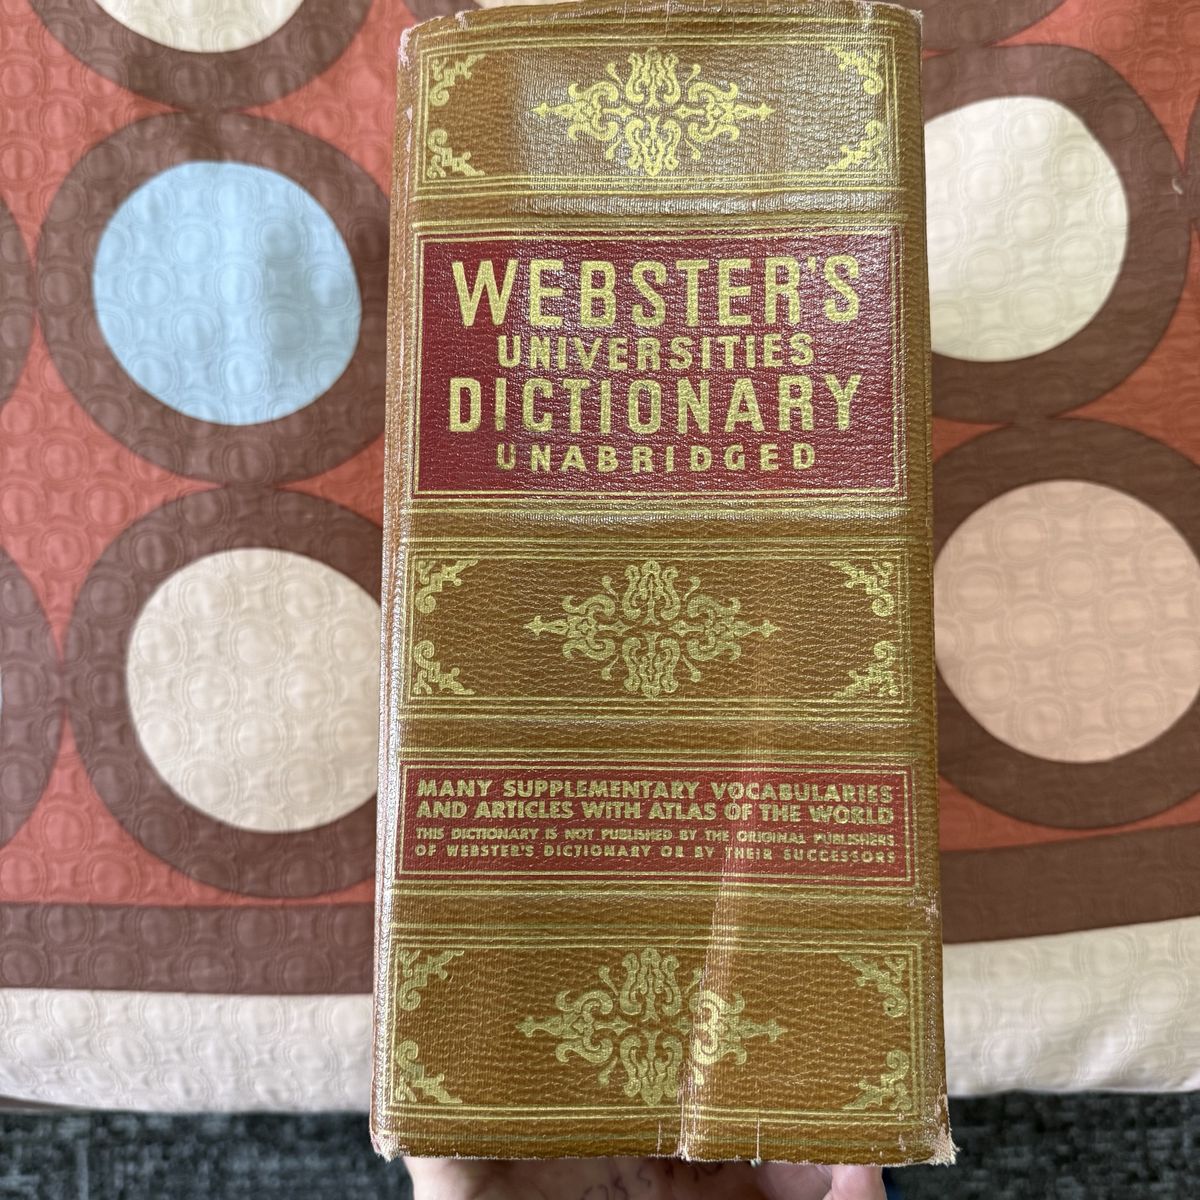 WEBSTER'S
UNIVERSITIES
DICTIONARY
UNABRIDGED
MANY SUPPLEMENTARY VOCABULARIES
AND ARTICLES WITH ATLAS OF THE WORLD
THIS DICTIONARY IS NOT PUBLISHED BY THE ORIGINAL PUBLISHERS
OF WEBSTER'S DICTIONARY OR BY THEIR SUCCESSORS